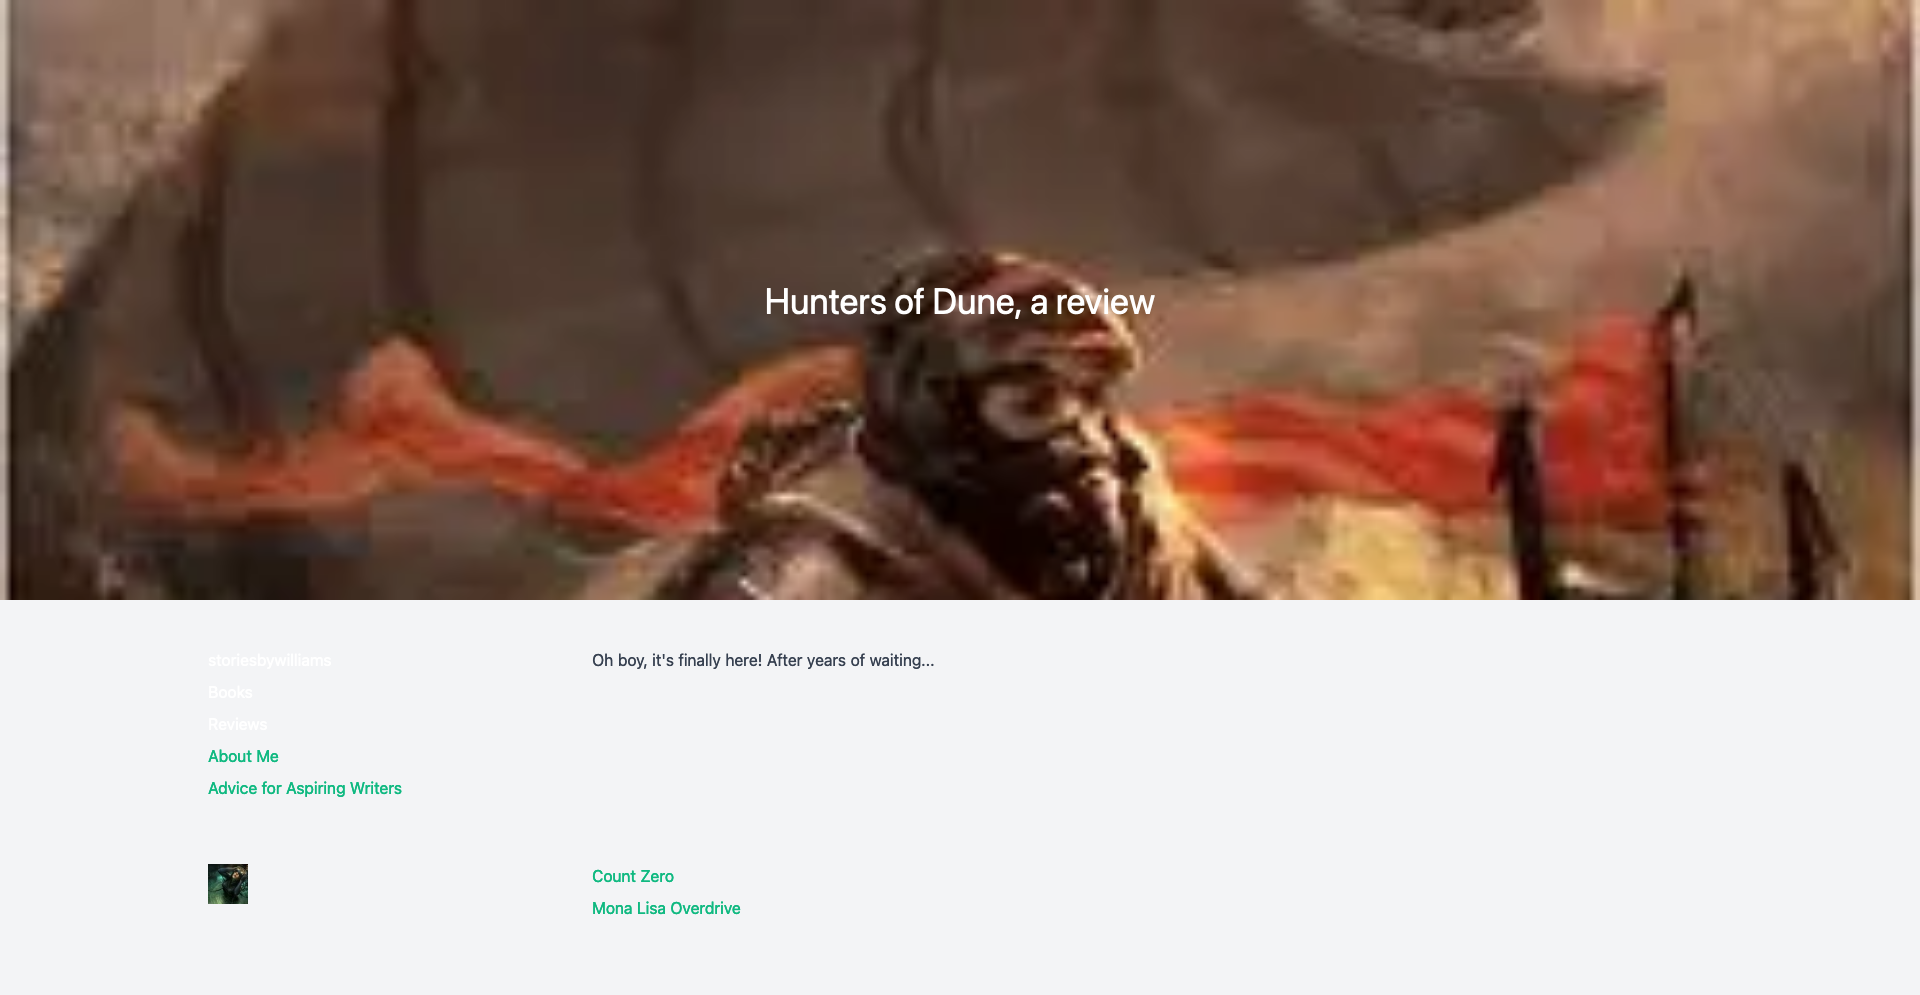 Hunters of Dune, a review
storiesbywilliams
Books
Reviews
About Me
Advice for Aspiring Writers
Oh boy, it's finally here! After years of waiting...
Count Zero
Mona Lisa Overdrive